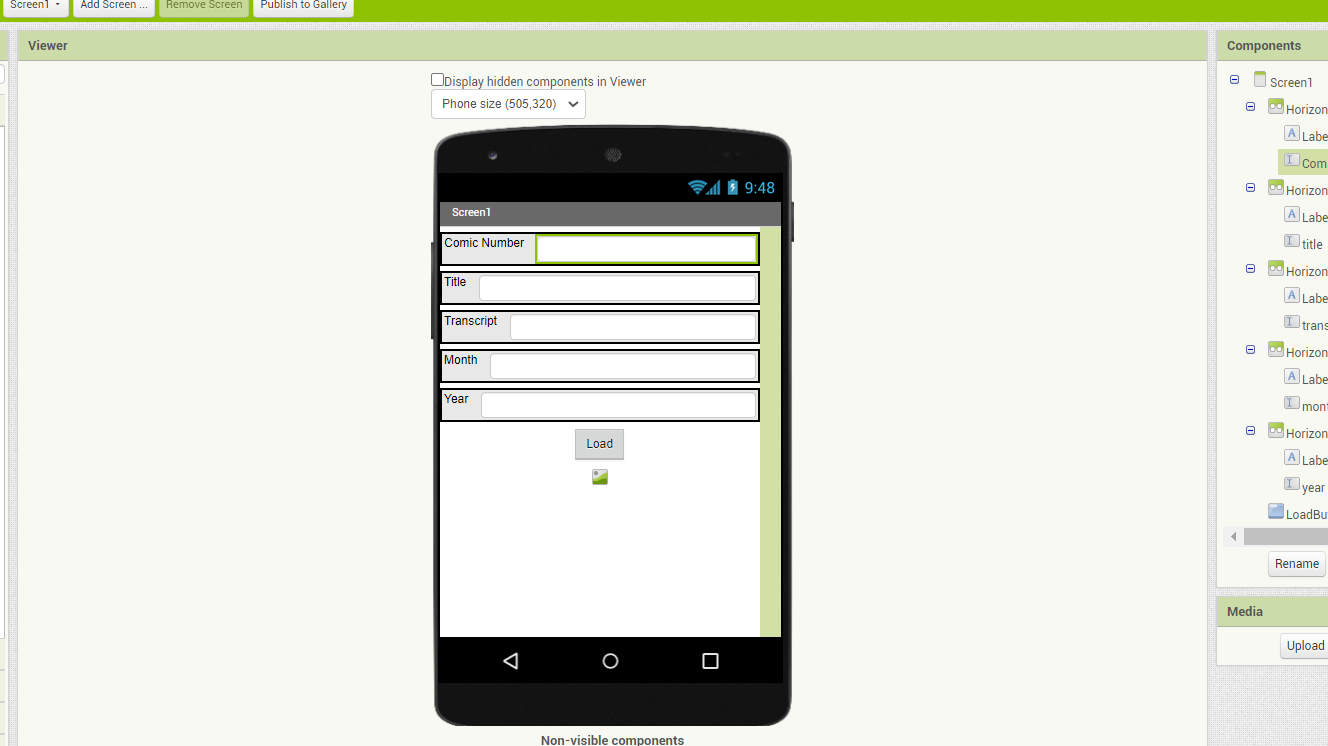 Screen1
Add Screen ...
Remove Screen
Publish to Gallery
Viewer
Display hidden components in Viewer
Phone size (505,320)
9:48
Screen1
Comic Number
Title
Transcript
Month
Year
Load
Non-visible components
Components
Screen1
Horizon
A Labe
Com
Horizon
A Labe
title
Horizon
A Labe
trans
Horizon
A Labe
mont
Horizon
A Labe
year
LoadBu
Rename
Media
Upload